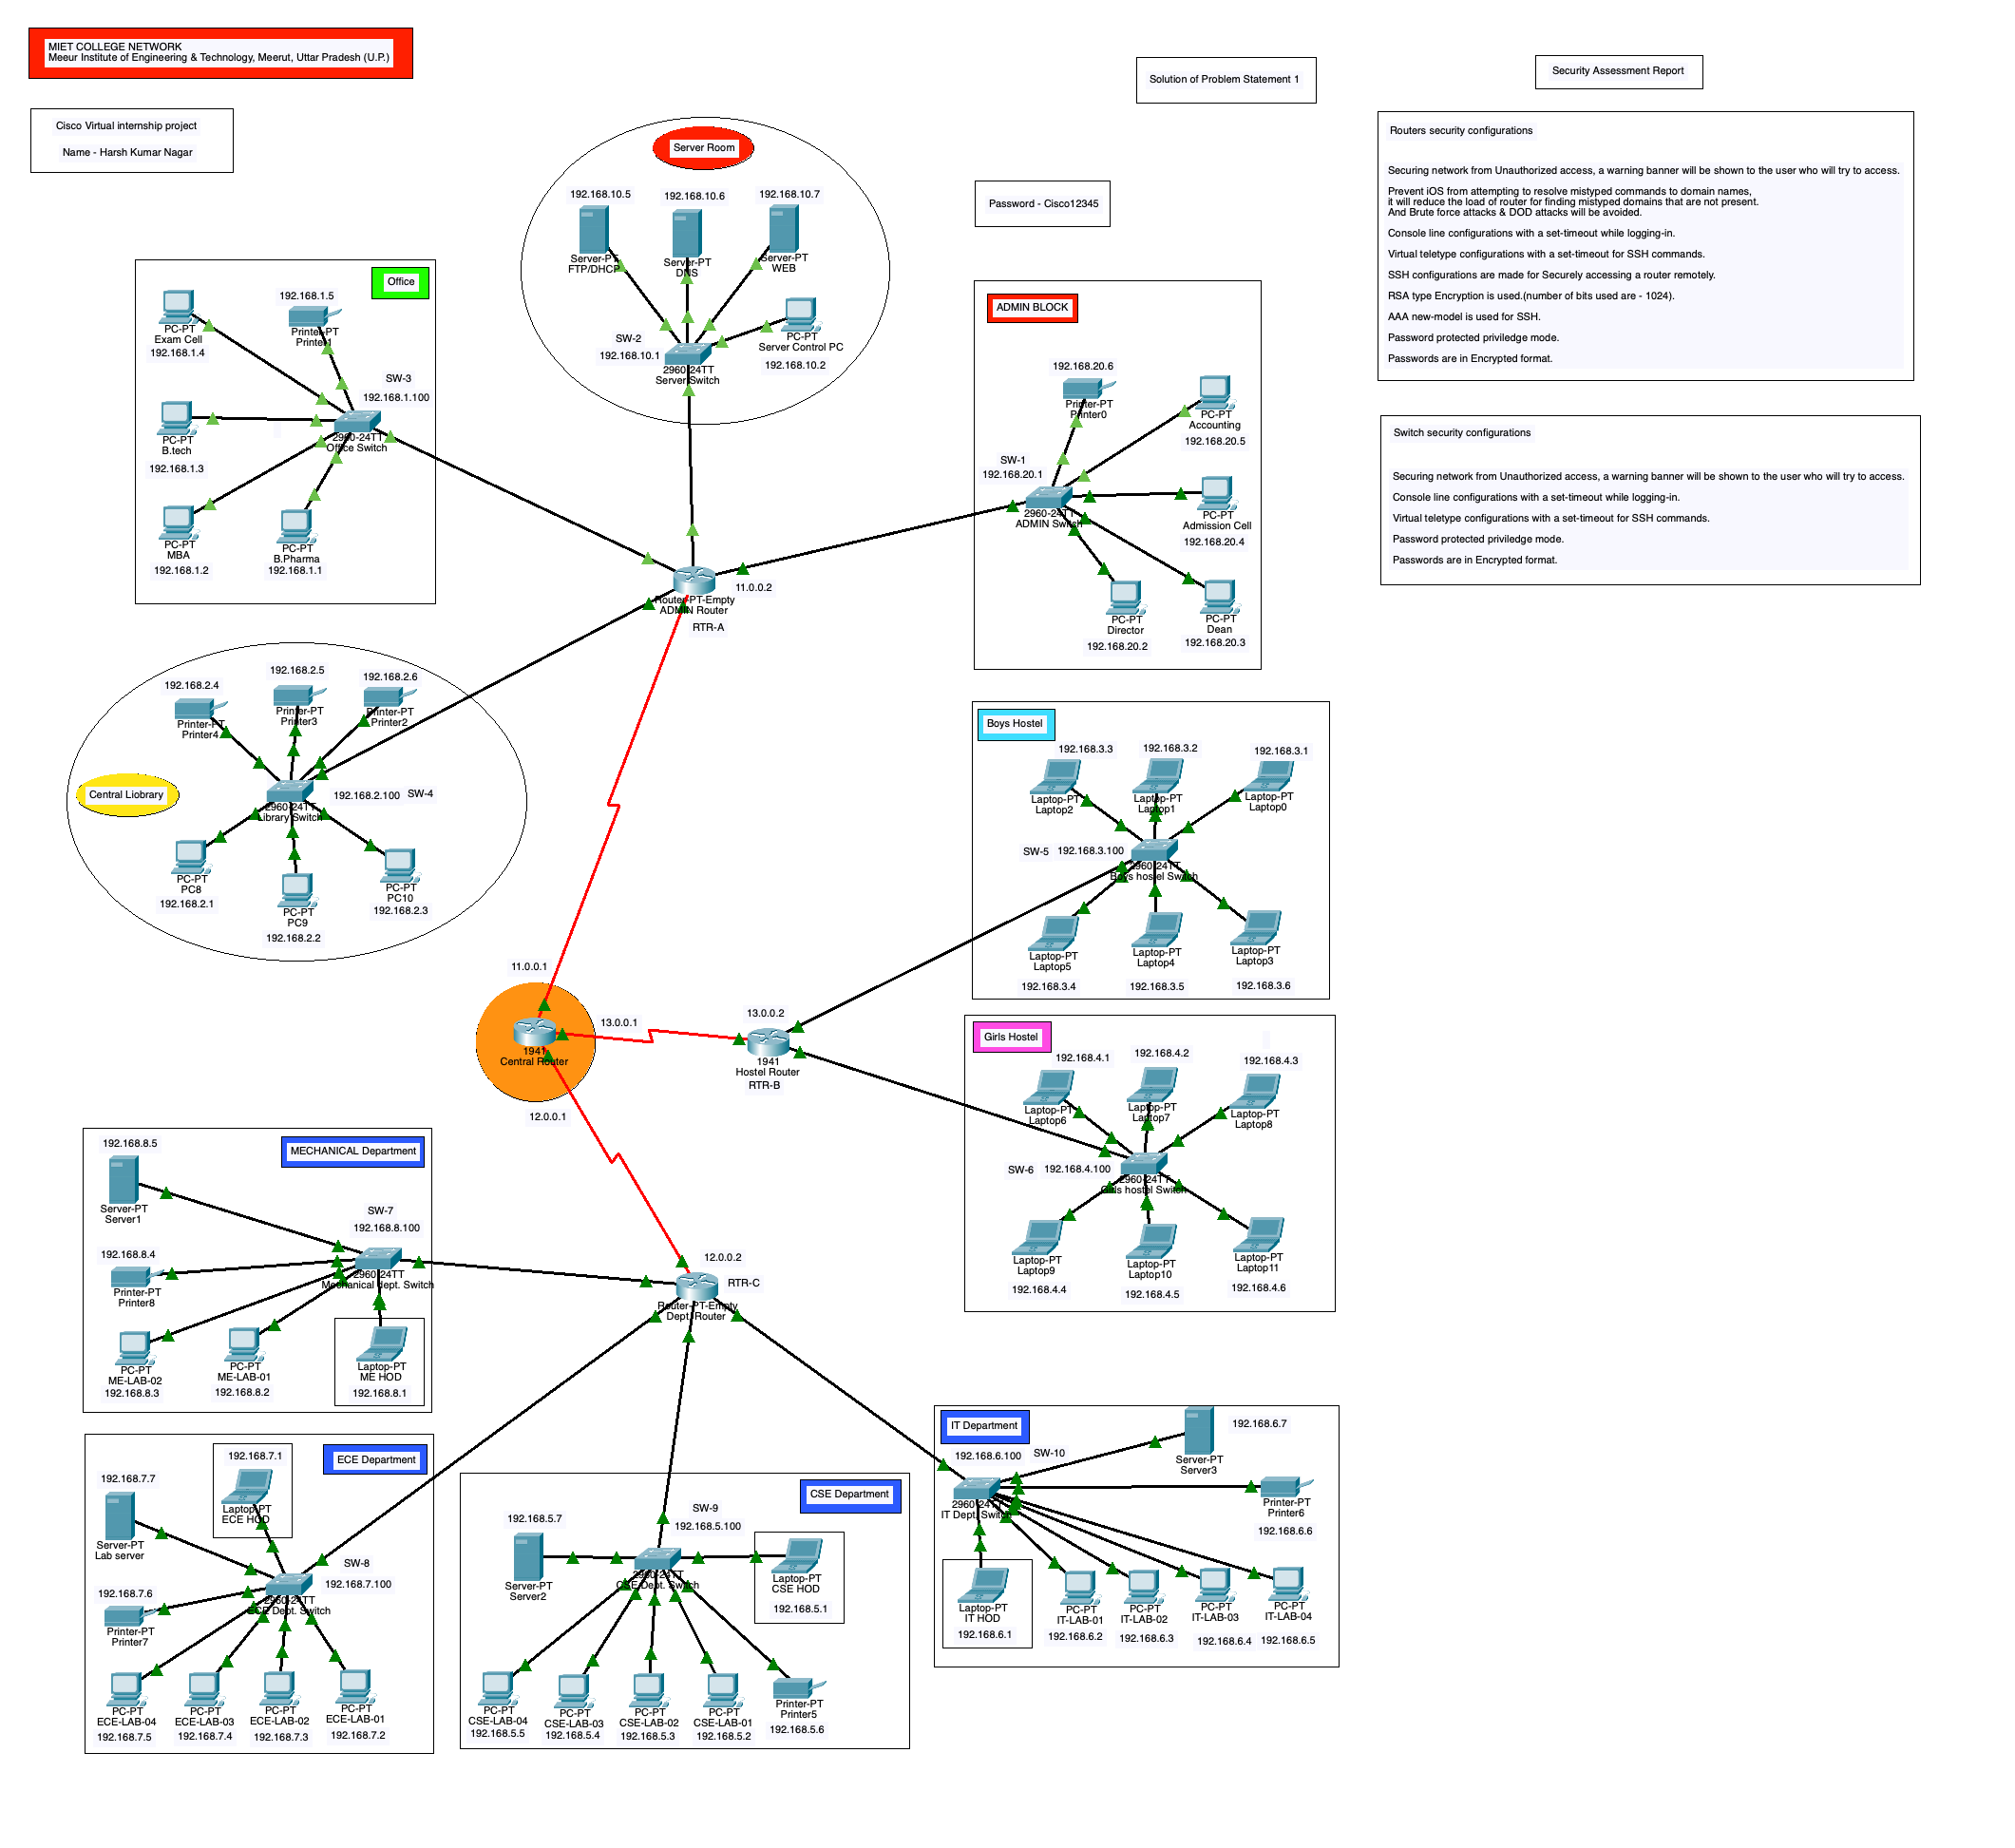 MIET COLLEGE NETWORK
Meeur Institute of Engineering & Technology, Meerut, Uttar Pradesh (U.P.)
Cisco Virtual internship project
Name - Harsh Kumar Nagar
Solution of Problem Statement 1
Security Assessment Report
Password - Cisco12345
Routers security configurations
Securing network from Unauthorized access, a warning banner will be shown to the user who will try to access.
Prevent iOS from attempting to resolve mistyped commands to domain names,
it will reduce the load of router for finding mistyped domains that are not present.
And Brute force attacks & DOD attacks will be avoided.
Console line configurations with a set-timeout while logging-in.
Virtual teletype configurations with a set-timeout for SSH commands.
SSH configurations are made for Securely accessing a router remotely.
RSA type Encryption is used.(number of bits used are - 1024).
AAA new-model is used for SSH.
Password protected priviledge mode.
Passwords are in Encrypted format.
Switch security configurations
Securing network from Unauthorized access, a warning banner will be shown to the user who will try to access.
Console line configurations with a set-timeout while logging-in.
Virtual teletype configurations with a set-timeout for SSH commands.
Password protected priviledge mode.
Passwords are in Encrypted format.
Server Room
192.168.10.5
192.168.10.6
192.168.10.7
Server-PT
FTP/DHCP
Server-PT
DNS
Server-PT
WEB
SW-2
192.168.10.1
2960-24TT
Server Switch
PC-PT
Server Control PC
192.168.10.2
Office
PC-PT
Exam Cell
192.168.1.4
192.168.1.5
Printer-PT
Printer1
SW-3
192.168.1.100
2960-24TT
Office Switch
PC-PT
B.tech
192.168.1.3
PC-PT
MBA
192.168.1.2
PC-PT
B.Pharma
192.168.1.1
ADMIN BLOCK
192.168.20.6
Printer-PT
Printer0
PC-PT
Accounting
192.168.20.5
SW-1
192.168.20.1
2960-24TT
ADMIN Switch
PC-PT
Admission Cell
192.168.20.4
PC-PT
Director
192.168.20.2
PC-PT
Dean
192.168.20.3
11.0.0.2
Router-PT-Empty
ADMIN Router
RTR-A
Central Liobrary
192.168.2.4
192.168.2.5
192.168.2.6
Printer-PT
Printer4
Printer-PT
Printer3
Printer-PT
Printer2
192.168.2.100
SW-4
2960-24TT
Library Switch
PC-PT
PC8
192.168.2.1
PC-PT
PC9
192.168.2.2
PC-PT
PC10
192.168.2.3
Boys Hostel
192.168.3.3
192.168.3.2
192.168.3.1
Laptop-PT
Laptop2
Laptop-PT
Laptop1
Laptop-PT
Laptop0
SW-5
192.168.3.100
2960-24TT
Boys hostel Switch
Laptop-PT
Laptop5
192.168.3.4
Laptop-PT
Laptop4
192.168.3.5
Laptop-PT
Laptop3
192.168.3.6
11.0.0.1
13.0.0.1
13.0.0.2
1941
Central Router
12.0.0.1
1941
Hostel Router
RTR-B
Girls Hostel
192.168.4.1
192.168.4.2
192.168.4.3
Laptop-PT
Laptop6
Laptop-PT
Laptop7
Laptop-PT
Laptop8
SW-6
192.168.4.100
2960-24TT
Girls hostel Switch
Laptop-PT
Laptop9
192.168.4.4
Laptop-PT
Laptop10
192.168.4.5
Laptop-PT
Laptop11
192.168.4.6
MECHANICAL Department
192.168.8.5
Server-PT
Server1
SW-7
192.168.8.100
2960-24TT
Mechanical dept. Switch
192.168.8.4
Printer-PT
Printer8
PC-PT
ME-LAB-02
192.168.8.3
PC-PT
ME-LAB-01
192.168.8.2
Laptop-PT
ME HOD
192.168.8.1
12.0.0.2
RTR-C
Router-PT-Empty
Dept. Router
ECE Department
192.168.7.1
Laptop-PT
ECE HOD
192.168.7.7
Server-PT
Lab server
SW-8
192.168.7.100
2960-24TT
ECE Dept. Switch
192.168.7.6
Printer-PT
Printer7
PC-PT
ECE-LAB-04
192.168.7.5
PC-PT
ECE-LAB-03
192.168.7.4
PC-PT
ECE-LAB-02
192.168.7.3
PC-PT
ECE-LAB-01
192.168.7.2
CSE Department
SW-9
192.168.5.100
192.168.5.7
Server-PT
Server2
2960-24TT
CSE Dept. Switch
Laptop-PT
CSE HOD
192.168.5.1
PC-PT
CSE-LAB-04
192.168.5.5
PC-PT
CSE-LAB-03
192.168.5.4
PC-PT
CSE-LAB-02
192.168.5.3
PC-PT
CSE-LAB-01
192.168.5.2
Printer-PT
Printer5
192.168.5.6
IT Department
192.168.6.100
SW-10
192.168.6.7
Server-PT
Server3
2960-24TT
IT Dept. Switch
Printer-PT
Printer6
192.168.6.6
Laptop-PT
IT HOD
192.168.6.1
PC-PT
IT-LAB-01
192.168.6.2
PC-PT
IT-LAB-02
192.168.6.3
PC-PT
IT-LAB-03
192.168.6.4
PC-PT
IT-LAB-04
192.168.6.5